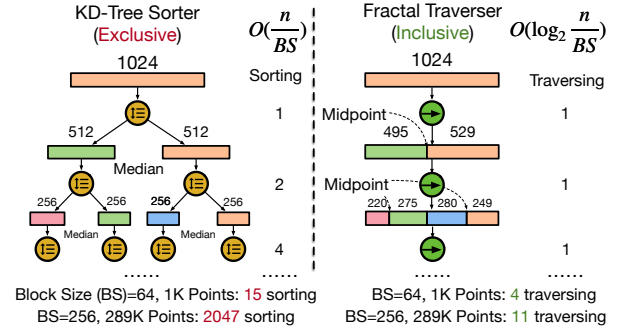 KD-Tree Sorter
(Exclusive)
O(n/BS)
Sorting
1024
1
512
512
Median
2
256
256
256
256
Median
Median
4
......
......
Block Size (BS)=64, 1K Points: 15 sorting
BS=256, 289K Points: 2047 sorting
Fractal Traverser
(Inclusive)
O(log₂ n/BS)
Traversing
1024
1
Midpoint
495
529
Midpoint
1
220
275
280
249
1
......
......
BS=64, 1K Points: 4 traversing
BS=256, 289K Points: 11 traversing